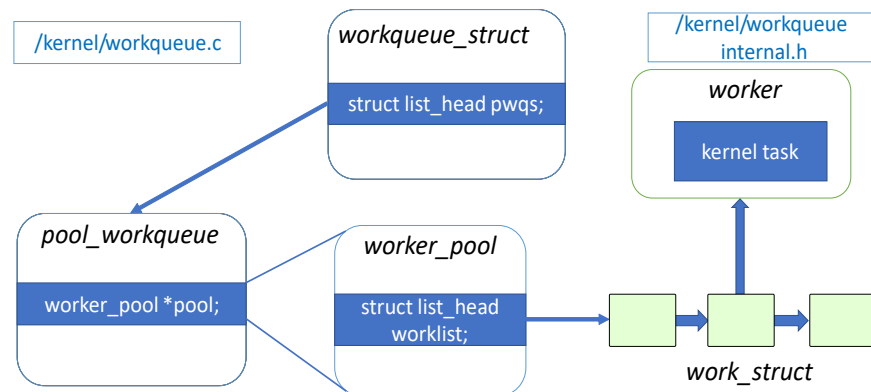 /kernel/workqueue.c
workqueue_struct
struct list_head pwqs;
/kernel/workqueue
internal.h
worker
kernel task
pool_workqueue
worker_pool *pool;
worker_pool
struct list_head
worklist;
work_struct